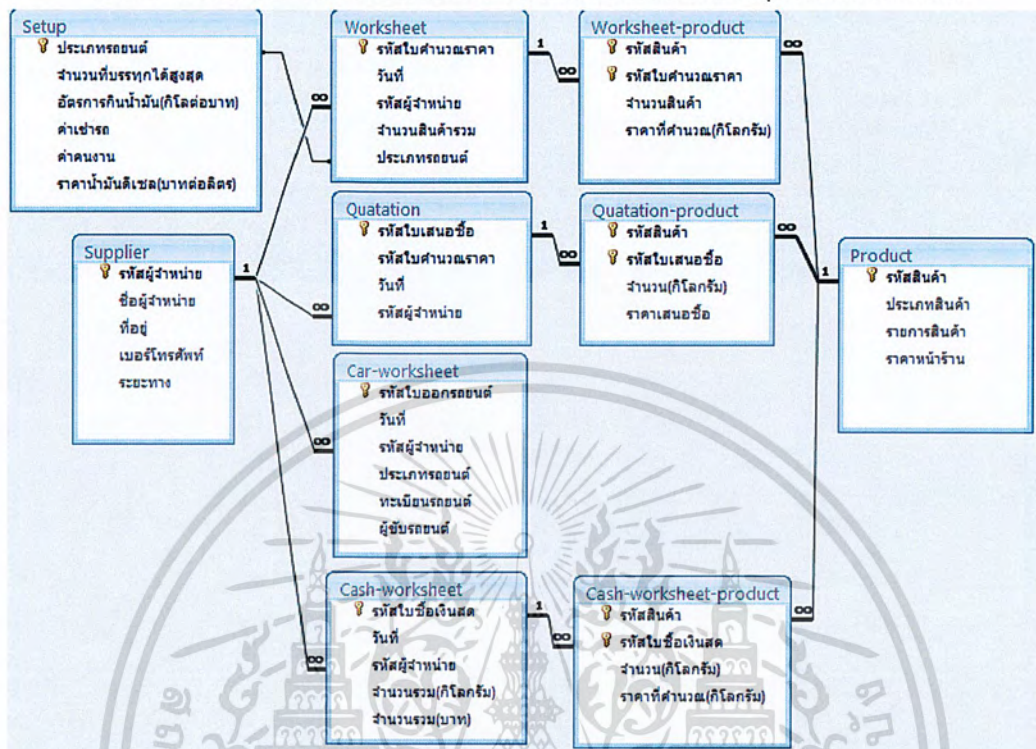 Setup
ประเภทรถยนต์
จำนวนที่บรรทุกได้สูงสุด
อัตรการกินน้ำมัน(กิโลต่อบาท)
ค่าเช่ารถ
ค่าคนงาน
ราคาน้ำมันดีเซล(บาทต่อลิตร)
Worksheet
รหัสใบคำนวณราคา
วันที่
รหัสผู้จำหน่าย
จำนวนสินค้ารวม
ประเภทรถยนต์
Worksheet-product
รหัสสินค้า
รหัสใบคำนวณราคา
จำนวนสินค้า
ราคาที่คำนวณ(กิโลกรัม)
Supplier
รหัสผู้จำหน่าย
ชื่อผู้จำหน่าย
ที่อยู่
เบอร์โทรศัพท์
ระยะทาง
Quatation
รหัสใบเสนอซื้อ
รหัสใบคำนวณราคา
วันที่
รหัสผู้จำหน่าย
Quatation-product
รหัสสินค้า
รหัสใบเสนอซื้อ
จำนวน(กิโลกรัม)
ราคาเสนอซื้อ
Product
รหัสสินค้า
ประเภทสินค้า
รายการสินค้า
ราคาหน้าร้าน
Car-worksheet
รหัสใบออกรถยนต์
วันที่
รหัสผู้จำหน่าย
ประเภทรถยนต์
ทะเบียนรถยนต์
ผู้ขับรถยนต์
Cash-worksheet
รหัสใบซื้อเงินสด
วันที่
รหัสผู้จำหน่าย
จำนวนรวม(กิโลกรัม)
จำนวนรวม(บาท)
Cash-worksheet-product
รหัสสินค้า
รหัสใบซื้อเงินสด
จำนวน(กิโลกรัม)
ราคาที่คำนวณ(กิโลกรัม)
1
∞
∞
∞
1
1
∞
∞
∞
1
∞
∞
1
∞
∞